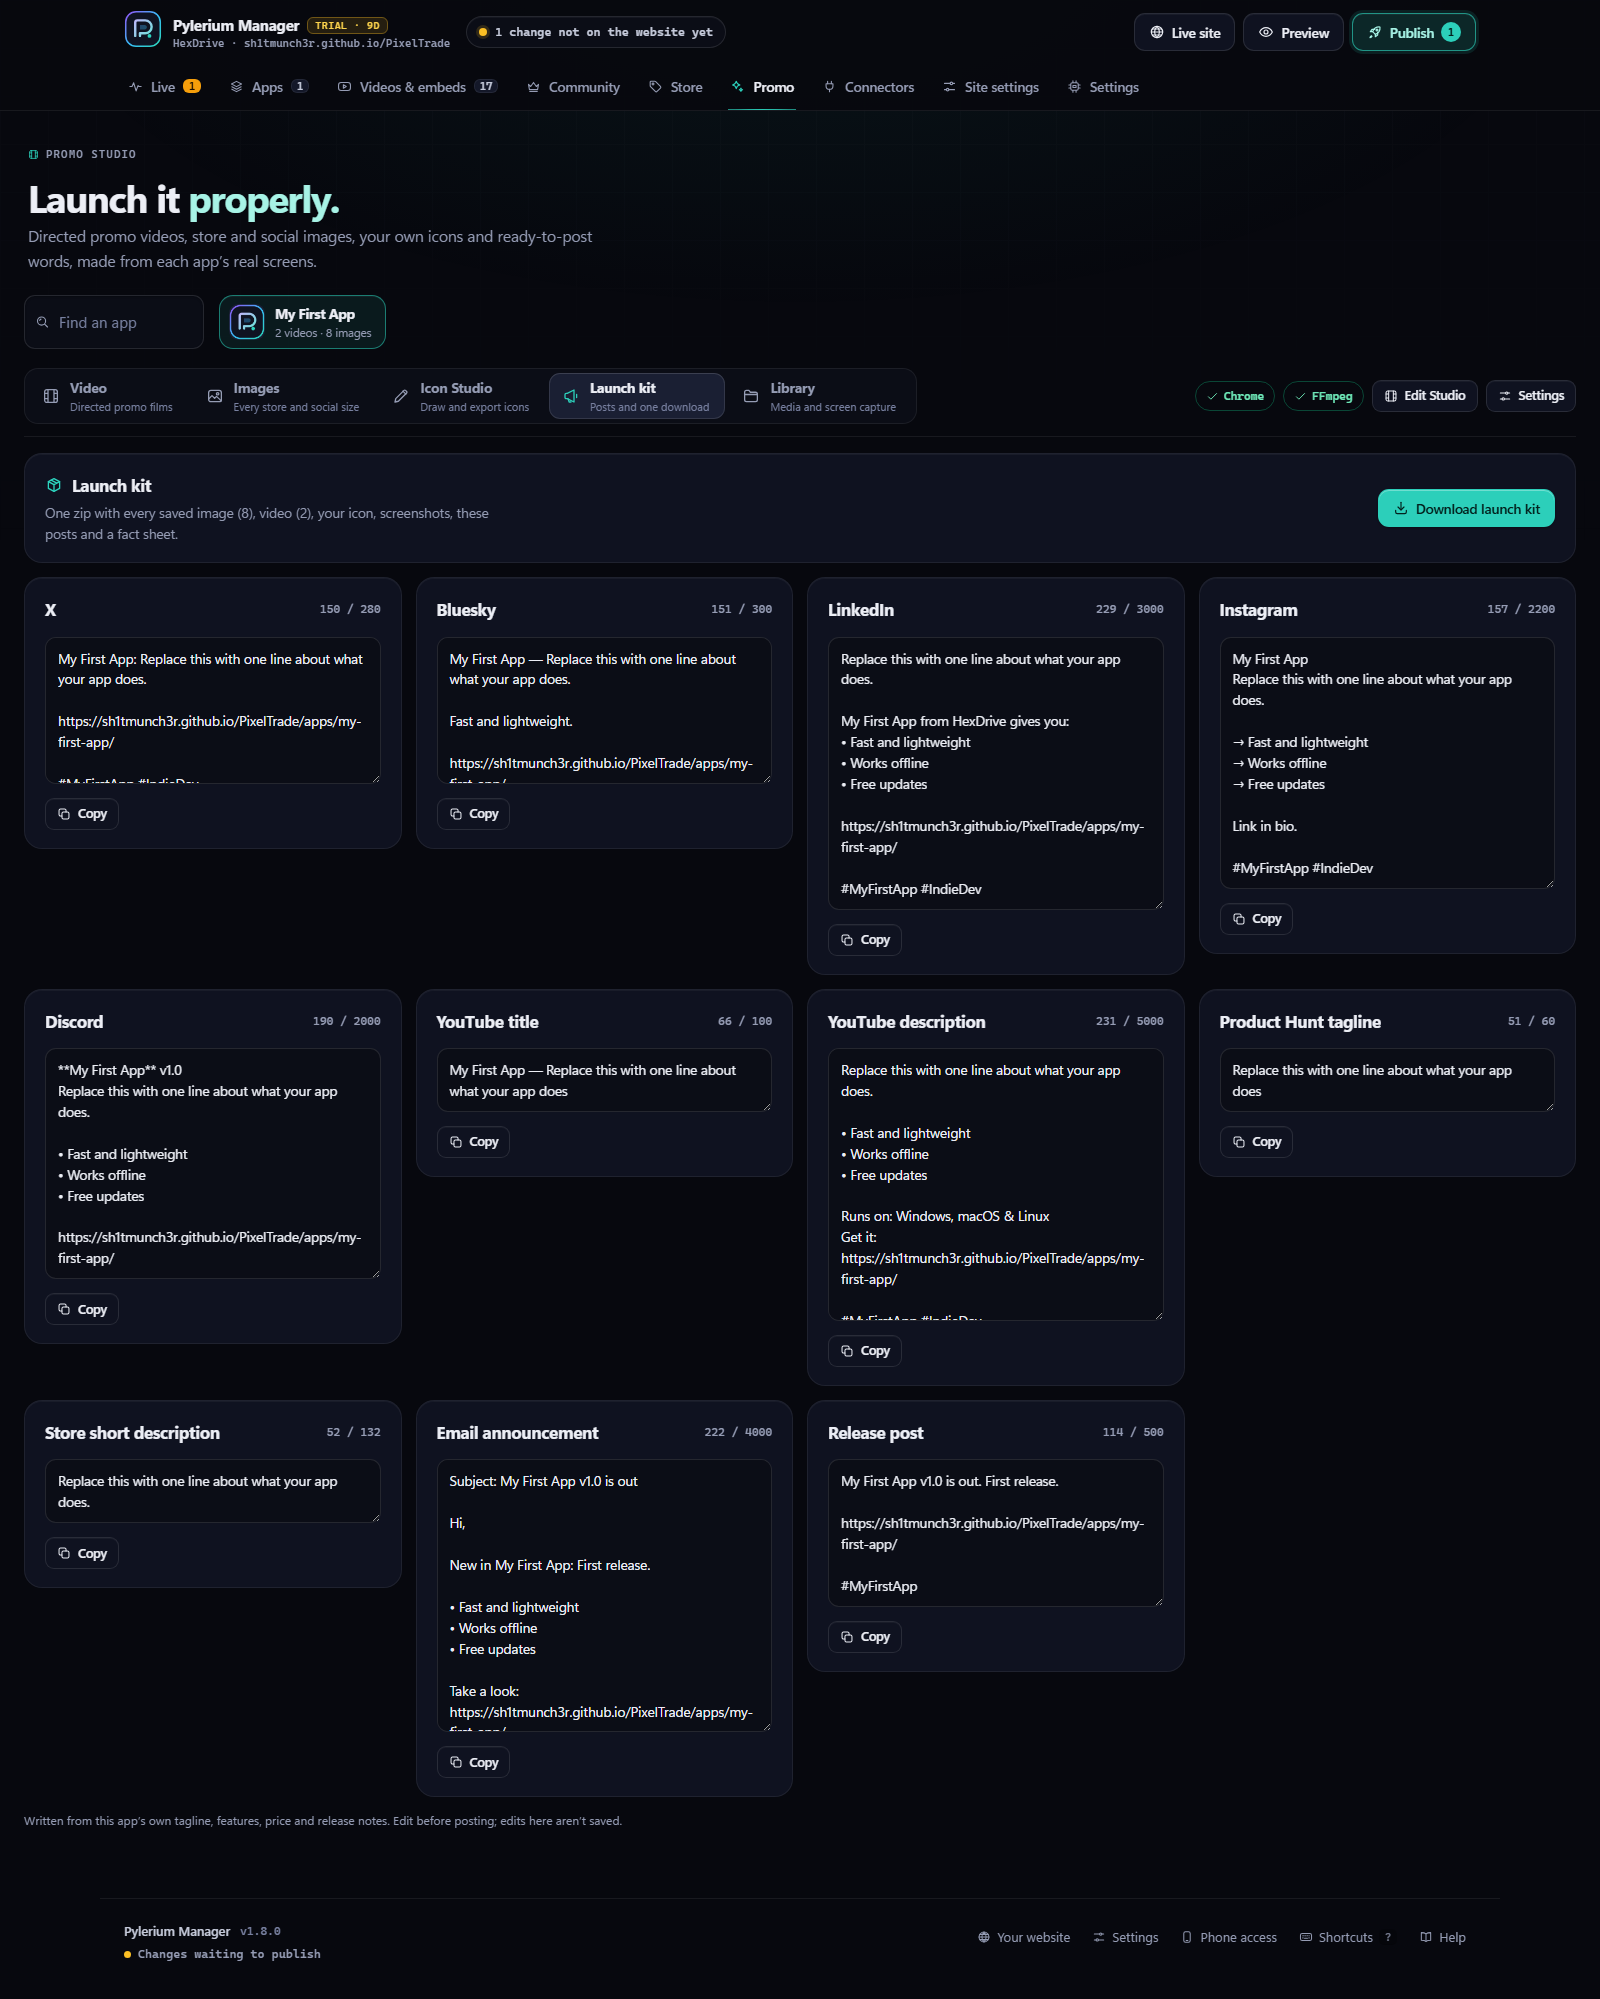 Pylerium Manager TRIAL · 9D
HexDrive · sh1tmunch3r.github.io/PixelTrade
1 change not on the website yet
Live site
Preview
Publish 1
Live 1
Apps 1
Videos & embeds 17
Community
Store
Promo
Connectors
Site settings
Settings
PROMO STUDIO
Launch it properly.
Directed promo videos, store and social images, your own icons and ready-to-post
words, made from each app's real screens.
Find an app
My First App
2 videos · 8 images
Video
Directed promo films
Images
Every store and social size
Icon Studio
Draw and export icons
Launch kit
Posts and one download
Library
Media and screen capture
Chrome
FFmpeg
Edit Studio
Settings
Launch kit
One zip with every saved image (8), video (2), your icon, screenshots, these
posts and a fact sheet.
Download launch kit
X 150 / 280
My First App: Replace this with one line about what
your app does.
https://sh1tmunch3r.github.io/PixelTrade/apps/my-
first-app/
#MyFirstApp #IndieDev
Copy
Bluesky 151 / 300
My First App — Replace this with one line about
what your app does.
Fast and lightweight.
https://sh1tmunch3r.github.io/PixelTrade/apps/my-
first-app/
Copy
LinkedIn 229 / 3000
Replace this with one line about what your app
does.
My First App from HexDrive gives you:
• Fast and lightweight
• Works offline
• Free updates
https://sh1tmunch3r.github.io/PixelTrade/apps/my-
first-app/
#MyFirstApp #IndieDev
Copy
Instagram 157 / 2200
My First App
Replace this with one line about what your app
does.
→ Fast and lightweight
→ Works offline
→ Free updates
Link in bio.
#MyFirstApp #IndieDev
Copy
Discord 190 / 2000
**My First App** v1.0
Replace this with one line about what your app
does.
• Fast and lightweight
• Works offline
• Free updates
https://sh1tmunch3r.github.io/PixelTrade/apps/my-
first-app/
Copy
YouTube title 66 / 100
My First App — Replace this with one line about
what your app does
Copy
YouTube description 231 / 5000
Replace this with one line about what your app
does.
• Fast and lightweight
• Works offline
• Free updates
Runs on: Windows, macOS & Linux
Get it:
https://sh1tmunch3r.github.io/PixelTrade/apps/my-
first-app/
#MyFirstApp #IndieDev
Copy
Product Hunt tagline 51 / 60
Replace this with one line about what your app
does
Copy
Store short description 52 / 132
Replace this with one line about what your app
does.
Copy
Email announcement 222 / 4000
Subject: My First App v1.0 is out
Hi,
New in My First App: First release.
• Fast and lightweight
• Works offline
• Free updates
Take a look:
https://sh1tmunch3r.github.io/PixelTrade/apps/my-
first-app/
Copy
Release post 114 / 500
My First App v1.0 is out. First release.
https://sh1tmunch3r.github.io/PixelTrade/apps/my-
first-app/
#MyFirstApp
Copy
Written from this app's own tagline, features, price and release notes. Edit before posting; edits here aren't saved.
Pylerium Manager v1.8.0
Changes waiting to publish
Your website
Settings
Phone access
Shortcuts ?
Help